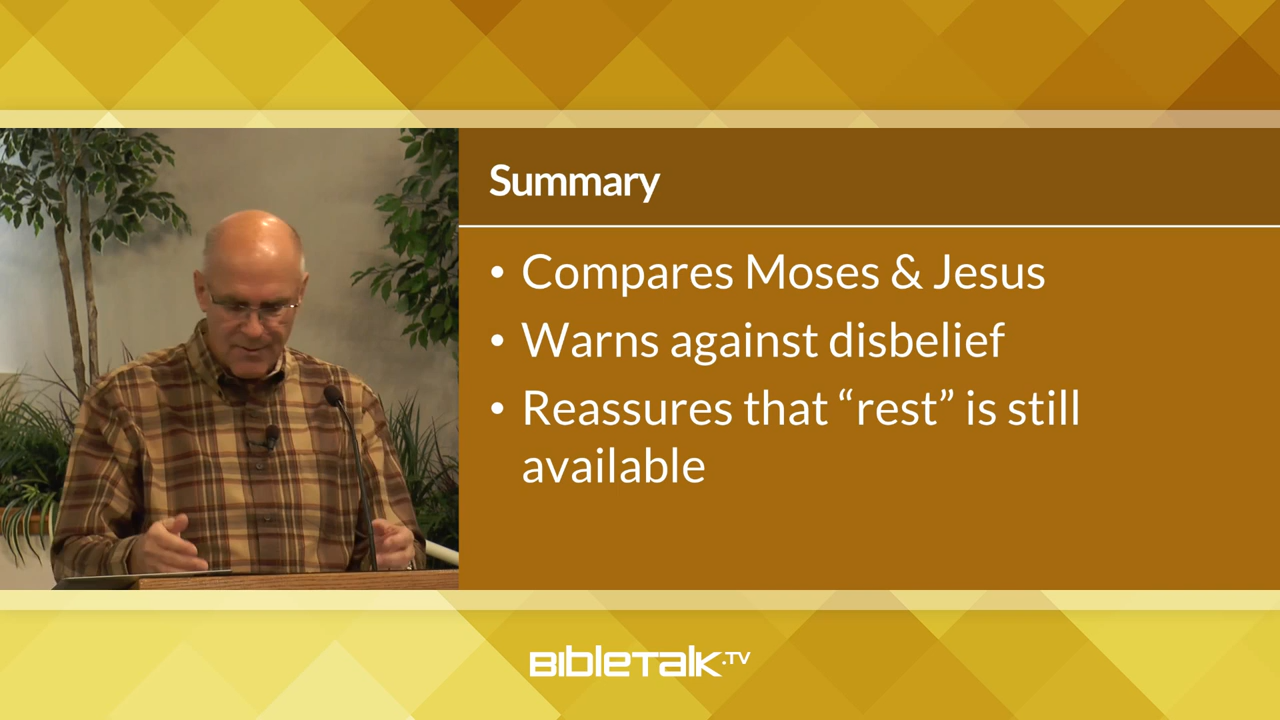 Summary
• Compares Moses & Jesus
• Warns against disbelief
• Reassures that “rest” is still
available
BIBLETALK.TV